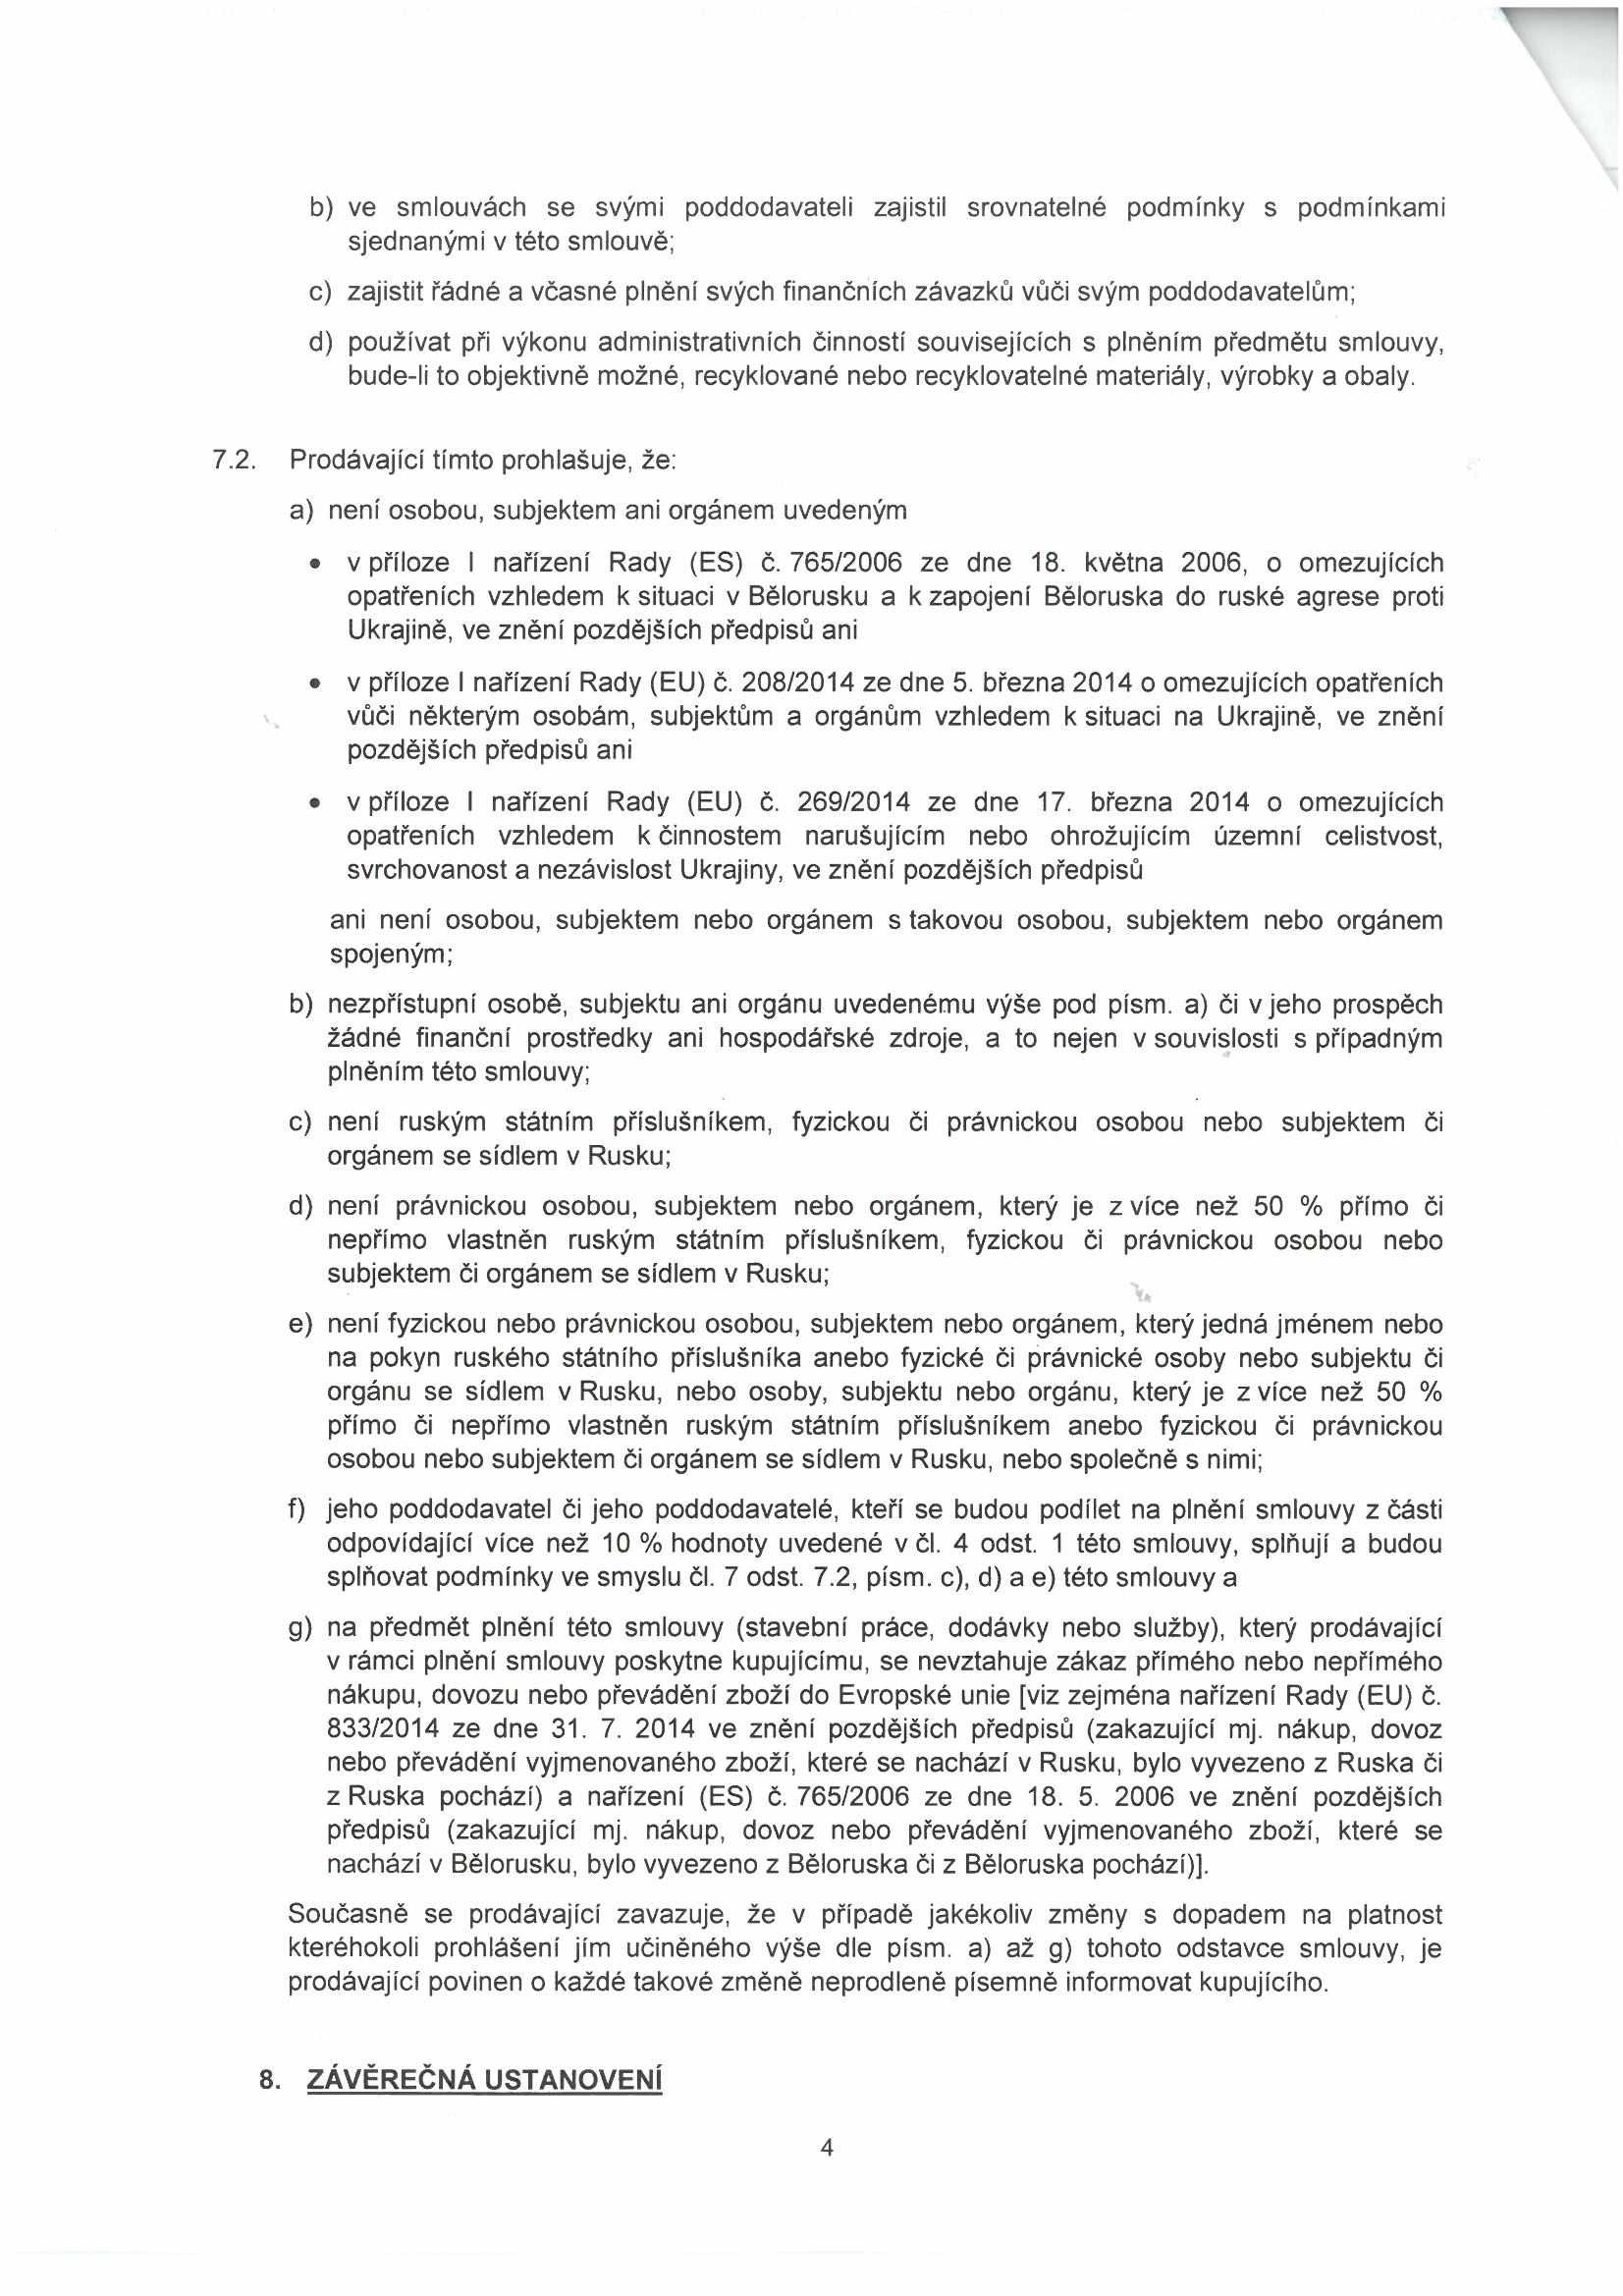 b) ve smlouvách se svými poddodavateli zajistil srovnatelné podmínky s podmínkami
sjednanými v této smlouvě;
c) zajistit řádné a včasné plnění svých finančních závazků vůči svým poddodavatelům;
d) používat při výkonu administrativních činností souvisejících s plněním předmětu smlouvy,
bude-li to objektivně možné, recyklované nebo recyklovatelné materiály, výrobky a obaly.
7.2. Prodávající tímto prohlašuje, že:
a) není osobou, subjektem ani orgánem uvedeným
• v příloze I nařízení Rady (ES) č. 765/2006 ze dne 18. května 2006, o omezujících
opatřeních vzhledem k situaci v Bělorusku a k zapojení Běloruska do ruské agrese proti
Ukrajině, ve znění pozdějších předpisů ani
• v příloze I nařízení Rady (EU) č. 208/2014 ze dne 5. března 2014 o omezujících opatřeních
vůči některým osobám, subjektům a orgánům vzhledem k situaci na Ukrajině, ve znění
pozdějších předpisů ani
• v příloze I nařízení Rady (EU) č. 269/2014 ze dne 17. března 2014 o omezujících
opatřeních vzhledem k činnostem narušujícím nebo ohrožujícím územní celistvost,
svrchovanost a nezávislost Ukrajiny, ve znění pozdějších předpisů
ani není osobou, subjektem nebo orgánem s takovou osobou, subjektem nebo orgánem
spojeným;
b) nezpřístupní osobě, subjektu ani orgánu uvedenému výše pod písm. a) či v jeho prospěch
žádné finanční prostředky ani hospodářské zdroje, a to nejen v souvislosti s případným
plněním této smlouvy;
c) není ruským státním příslušníkem, fyzickou či právnickou osobou nebo subjektem či
orgánem se sídlem v Rusku;
d) není právnickou osobou, subjektem nebo orgánem, který je z více než 50 % přímo či
nepřímo vlastněn ruským státním příslušníkem, fyzickou či právnickou osobou nebo
subjektem či orgánem se sídlem v Rusku;
e) není fyzickou nebo právnickou osobou, subjektem nebo orgánem, který jedná jménem nebo
na pokyn ruského státního příslušníka anebo fyzické či právnické osoby nebo subjektu či
orgánu se sídlem v Rusku, nebo osoby, subjektu nebo orgánu, který je z více než 50 %
přímo či nepřímo vlastněn ruským státním příslušníkem anebo fyzickou či právnickou
osobou nebo subjektem či orgánem se sídlem v Rusku, nebo společně s nimi;
f) jeho poddodavatel či jeho poddodavatelé, kteří se budou podílet na plnění smlouvy z části
odpovídající více než 10 % hodnoty uvedené v čl. 4 odst. 1 této smlouvy, splňují a budou
splňovat podmínky ve smyslu čl. 7 odst. 7.2, písm. c), d) a e) této smlouvy a
g) na předmět plnění této smlouvy (stavební práce, dodávky nebo služby), který prodávající
v rámci plnění smlouvy poskytne kupujícímu, se nevztahuje zákaz přímého nebo nepřímého
nákupu, dovozu nebo převádění zboží do Evropské unie [viz zejména nařízení Rady (EU) č.
833/2014 ze dne 31. 7. 2014 ve znění pozdějších předpisů (zakazující mj. nákup, dovoz
nebo převádění vyjmenovaného zboží, které se nachází v Rusku, bylo vyvezeno z Ruska či
z Ruska pochází) a nařízení (ES) č. 765/2006 ze dne 18. 5. 2006 ve znění pozdějších
předpisů (zakazující mj. nákup, dovoz nebo převádění vyjmenovaného zboží, které se
nachází v Bělorusku, bylo vyvezeno z Běloruska či z Běloruska pochází)].
Současně se prodávající zavazuje, že v případě jakékoliv změny s dopadem na platnost
kteréhokoli prohlášení jím učiněného výše dle písm. a) až g) tohoto odstavce smlouvy, je
prodávající povinen o každé takové změně neprodleně písemně informovat kupujícího.
8. ZÁVĚREČNÁ USTANOVENÍ
4